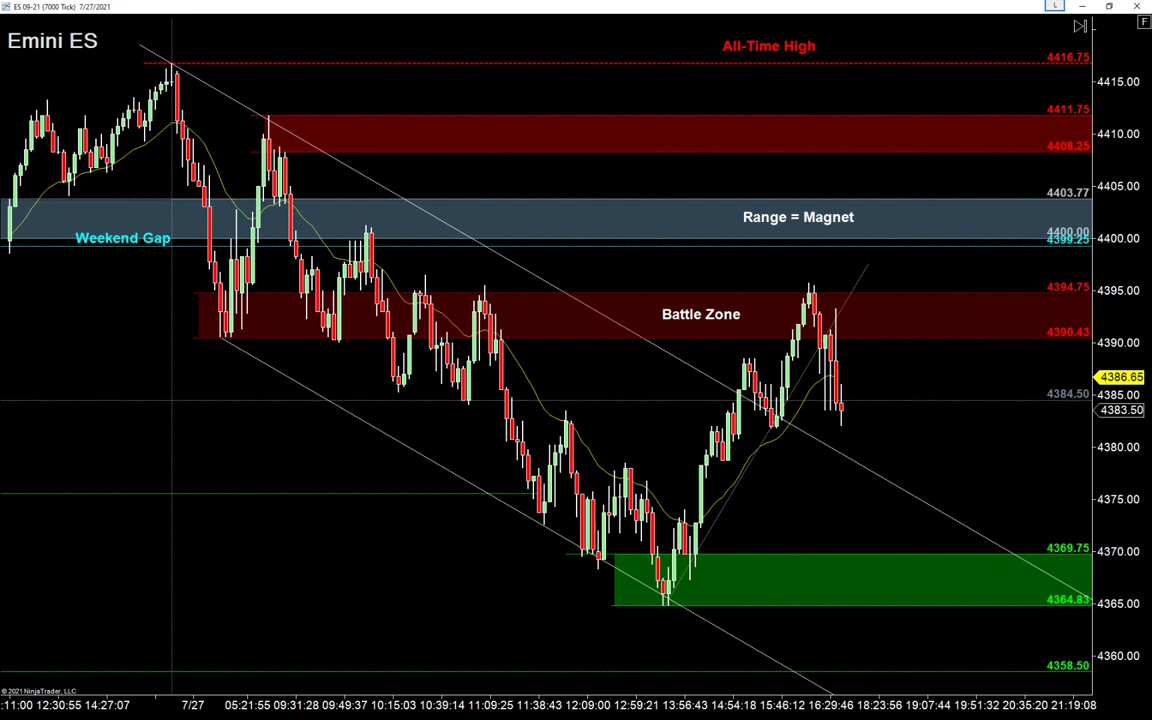 ES 09-21 (7000 Tick) 7/27/2021
L
F
Emini ES
All-Time High
4416.75
4415.00
4411.75
4410.00
4408.25
4405.00
4403.77
Range = Magnet
4400.00
4400.00
Weekend Gap
4399.25
4395.00
4394.75
Battle Zone
4390.43
4390.00
4386.65
4385.00
4384.50
4383.50
4380.00
4375.00
4370.00
4369.75
4365.00
4364.83
4360.00
4358.50
© 2021 NinjaTrader, LLC
:11:00 12:30:55 14:27:07 7/27 05:21:55 09:31:28 09:49:37 10:15:03 10:39:14 11:09:25 11:38:43 12:09:00 12:59:21 13:56:43 14:54:18 15:46:12 16:29:46 18:23:56 19:07:44 19:51:32 20:35:20 21:19:08